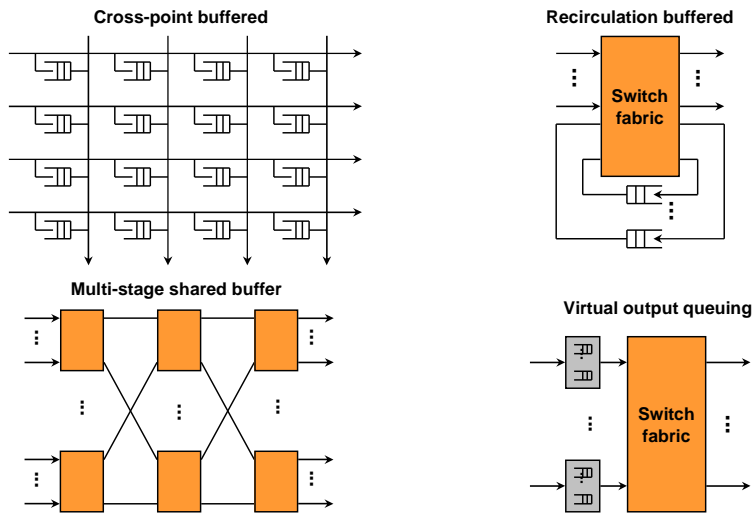 Cross-point buffered
Recirculation buffered
Switch
fabric
Multi-stage shared buffer
Virtual output queuing
Switch
fabric